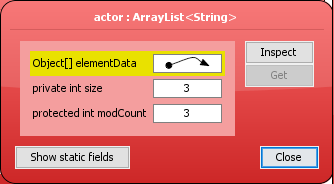 actor : ArrayList<String>
Object[] elementData
Inspect
private int size 3
Get
protected int modCount 3
Show static fields
Close